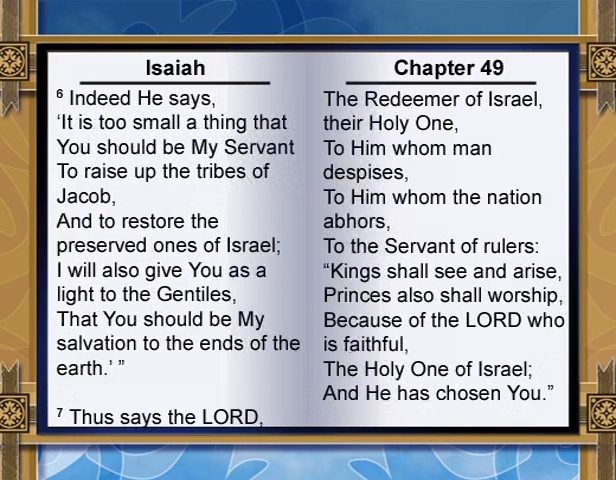 Isaiah
⁶ Indeed He says,
‘It is too small a thing that
You should be My Servant
To raise up the tribes of
Jacob,
And to restore the
preserved ones of Israel;
I will also give You as a
light to the Gentiles,
That You should be My
salvation to the ends of the
earth.’ ”
⁷ Thus says the LORD,
Chapter 49
The Redeemer of Israel,
their Holy One,
To Him whom man
despises,
To Him whom the nation
abhors,
To the Servant of rulers:
“Kings shall see and arise,
Princes also shall worship,
Because of the LORD who
is faithful,
The Holy One of Israel;
And He has chosen You.”